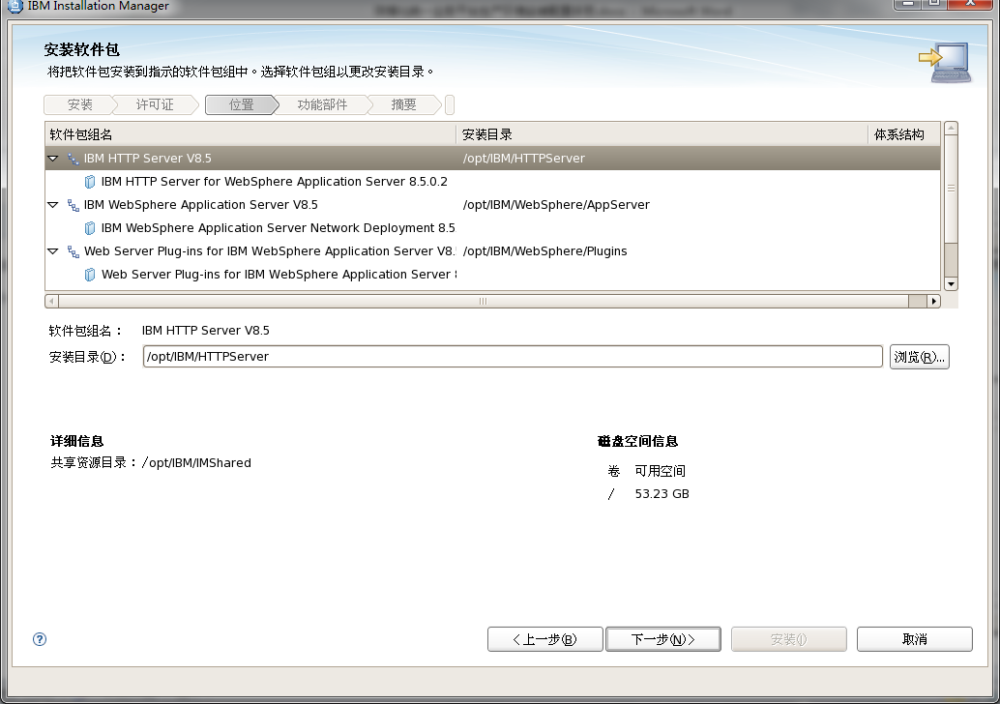 IBM Installation Manager
安装软件包
将把软件包安装到指示的软件包组中。选择软件包组以更改安装目录。
安装 许可证 位置 功能部件 摘要
软件包组名 安装目录 体系结构
IBM HTTP Server V8.5 /opt/IBM/HTTPServer
IBM HTTP Server for WebSphere Application Server 8.5.0.2
IBM WebSphere Application Server V8.5 /opt/IBM/WebSphere/AppServer
IBM WebSphere Application Server Network Deployment 8.5
Web Server Plug-ins for IBM WebSphere Application Server V8. /opt/IBM/WebSphere/Plugins
Web Server Plug-ins for IBM WebSphere Application Server
软件包组名： IBM HTTP Server V8.5
安装目录(D)： /opt/IBM/HTTPServer 浏览(R)...
详细信息 磁盘空间信息
共享资源目录：/opt/IBM/IMShared
卷 可用空间
/ 53.23 GB
?
<上一步(B) 下一步(N)> 安装(I) 取消